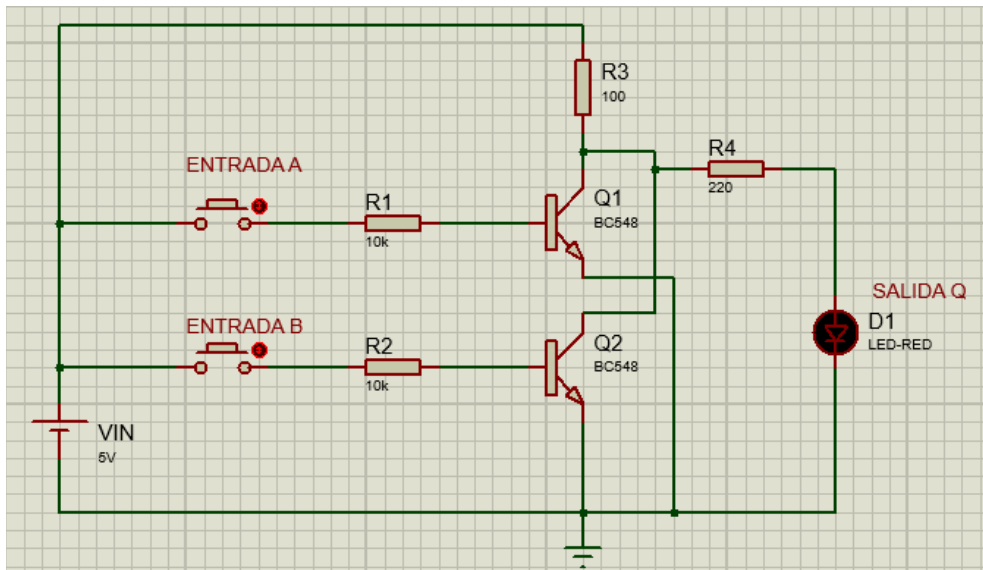 R3
100
ENTRADA A
R4
220
R1
10k
Q1
BC548
SALIDA Q
D1
LED-RED
ENTRADA B
R2
10k
Q2
BC548
VIN
5V